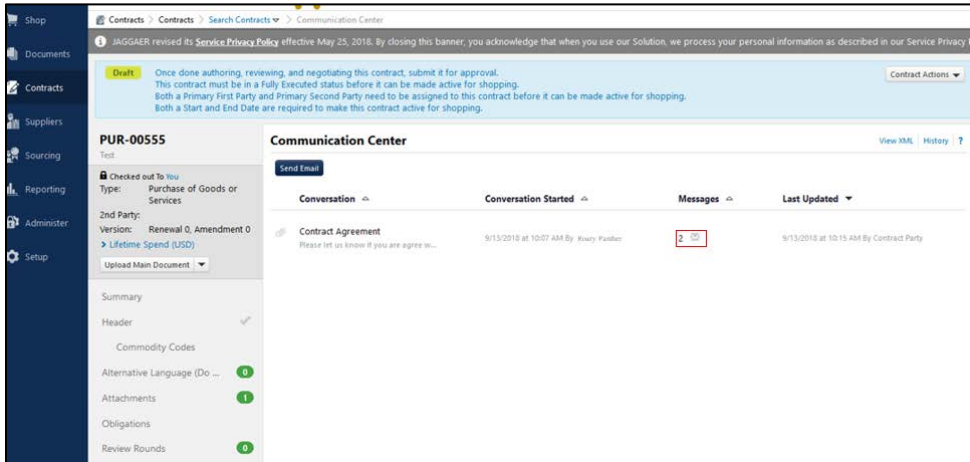 Shop
Documents
Contracts
Suppliers
Sourcing
Reporting
Administer
Setup
Contracts > Contracts > Search Contracts > Communication Center
JAGGAER revised its Service Privacy Policy effective May 25, 2018. By closing this banner, you acknowledge that when you use our Solution, we process your personal information as described in our Service Privacy
Draft
Once done authoring, reviewing, and negotiating this contract, submit it for approval.
This contract must be in a Fully Executed status before it can be made active for shopping.
Both a Primary First Party and Primary Second Party need to be assigned to this contract before it can be made active for shopping.
Both a Start and End Date are required to make this contract active for shopping.
Contract Actions
PUR-00555
Test
Checked out To You
Type: Purchase of Goods or
Services
2nd Party:
Version: Renewal 0, Amendment 0
> Lifetime Spend (USD)
Upload Main Document
Summary
Header
Commodity Codes
Alternative Language (Do ... 0
Attachments 1
Obligations
Review Rounds 0
Communication Center
View XML History ?
Send Email
Conversation Conversation Started Messages Last Updated
Contract Agreement
Please let us know if you are agree w...
9/13/2018 at 10:07 AM By Roary Panther
2
9/13/2018 at 10:15 AM By Contract Party